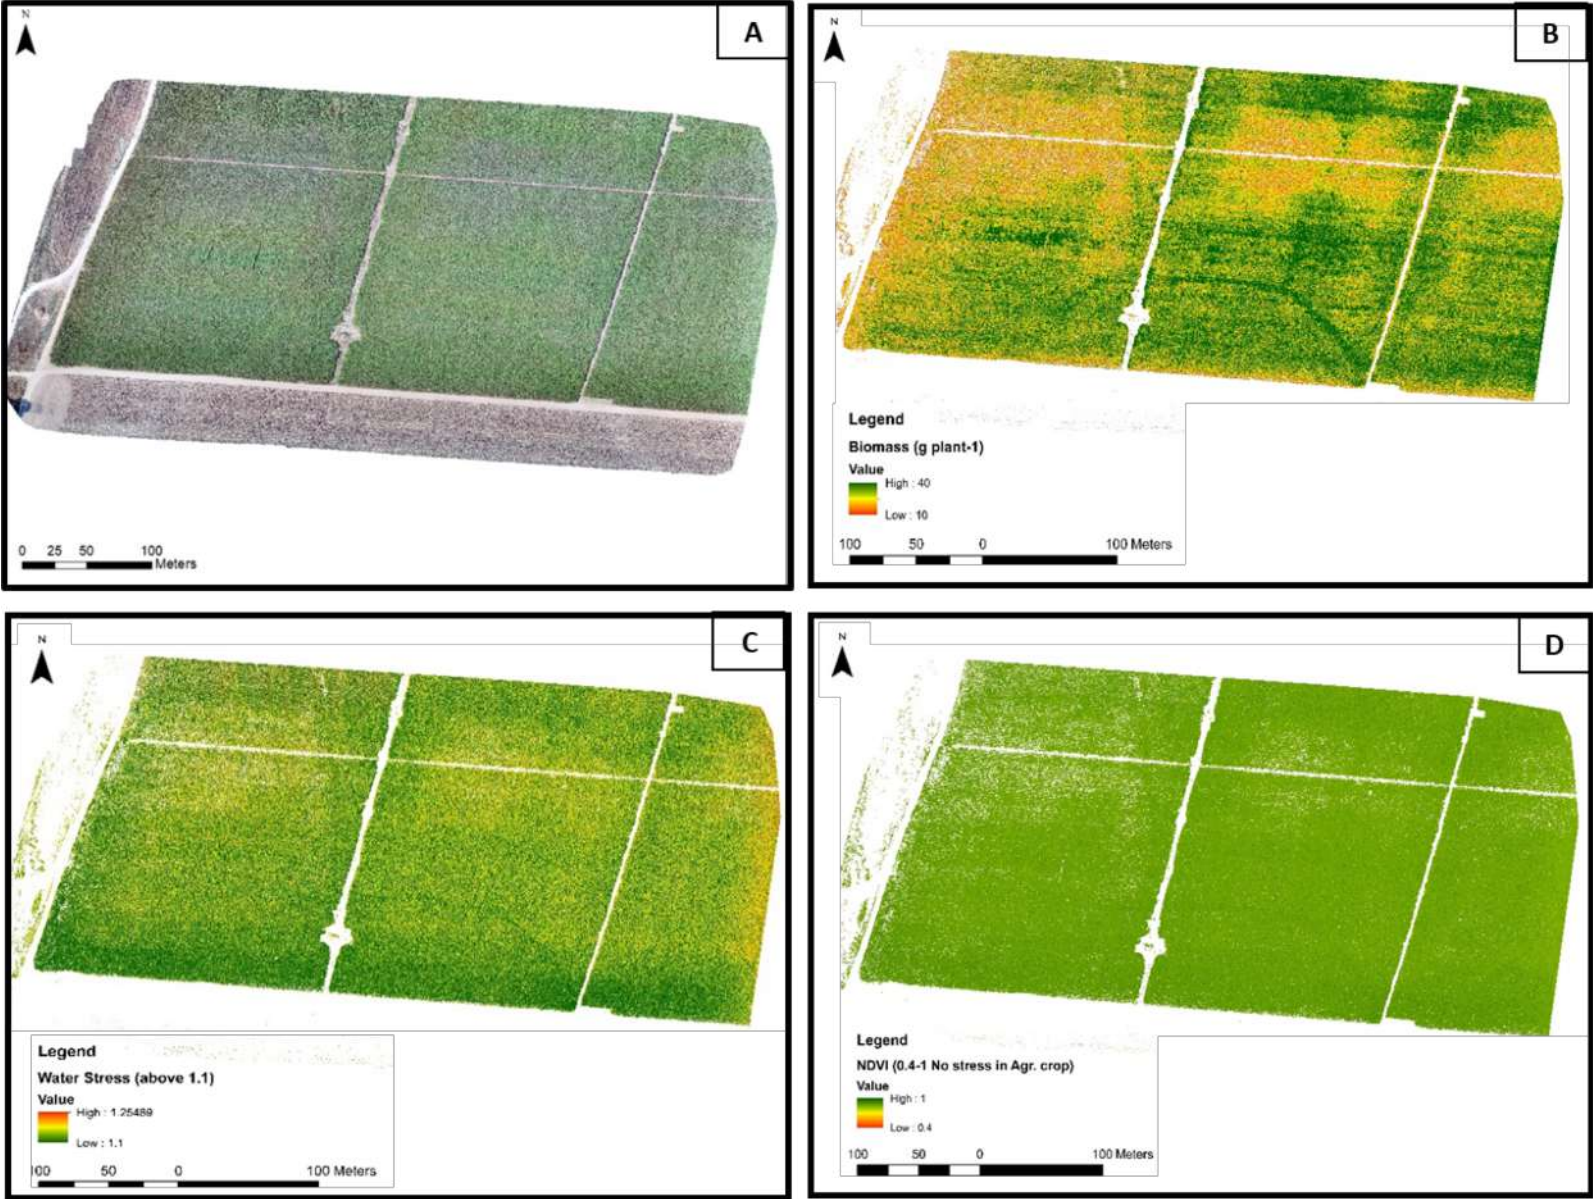 N
A
0 25 50 100
Meters
N
B
Legend
Biomass (g plant-1)
Value
High : 40
Low : 10
100 50 0 100 Meters
N
C
Legend
Water Stress (above 1.1)
Value
High : 1.25489
Low : 1.1
100 50 0 100 Meters
N
D
Legend
NDVI (0.4-1 No stress in Agr. crop)
Value
High : 1
Low : 0.4
100 50 0 100 Meters